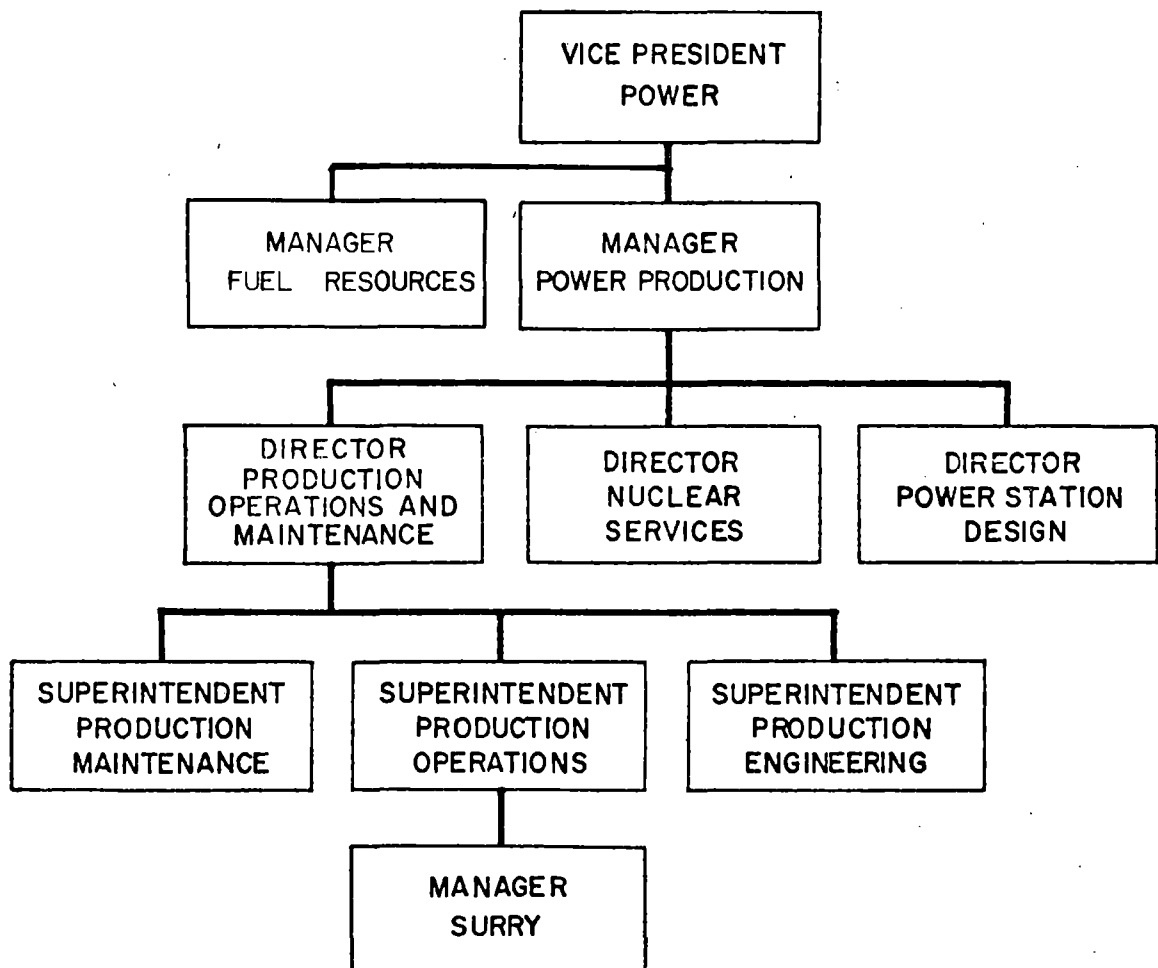 VICE PRESIDENT
POWER
MANAGER
FUEL RESOURCES
MANAGER
POWER PRODUCTION
DIRECTOR
PRODUCTION
OPERATIONS AND
MAINTENANCE
DIRECTOR
NUCLEAR
SERVICES
DIRECTOR
POWER STATION
DESIGN
SUPERINTENDENT
PRODUCTION
MAINTENANCE
SUPERINTENDENT
PRODUCTION
OPERATIONS
SUPERINTENDENT
PRODUCTION
ENGINEERING
MANAGER
SURRY